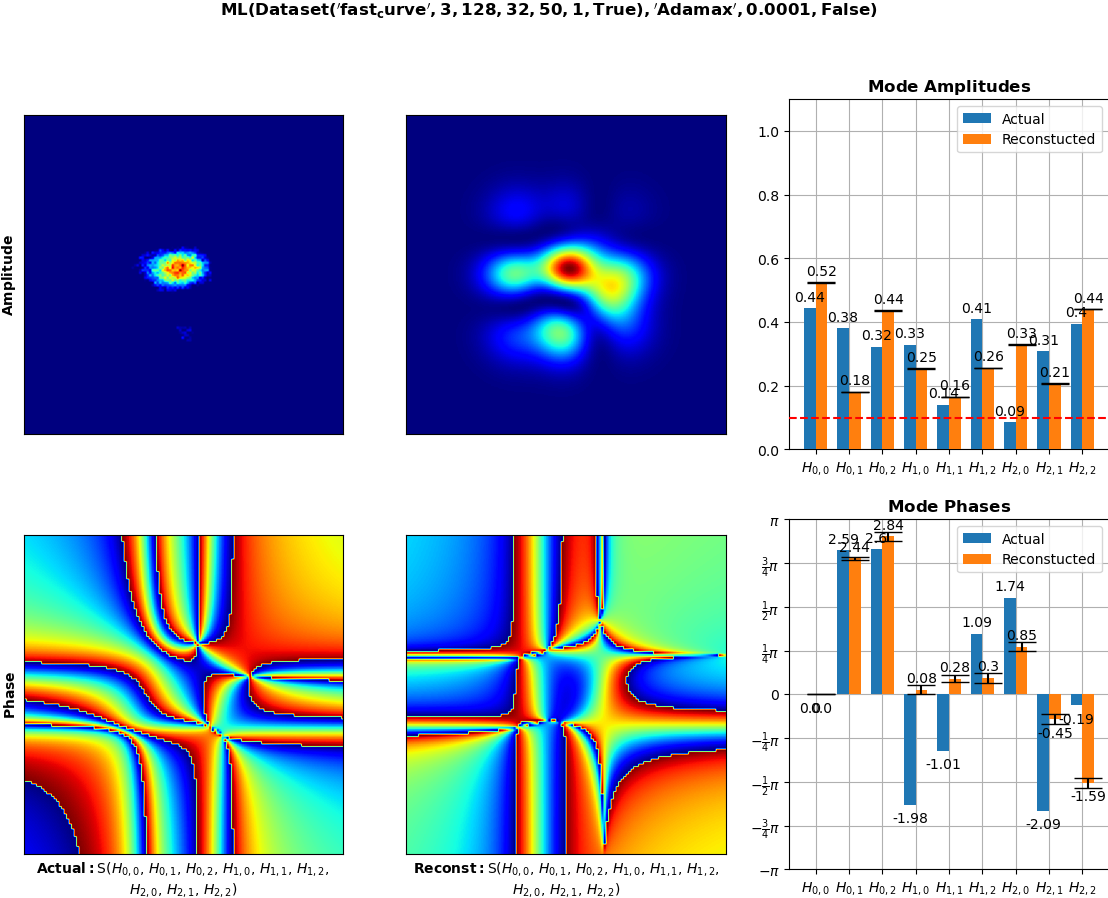 ML(Dataset('fast_curve', 3, 128, 32, 50, 1, True), 'Adamax', 0.0001, False)
Amplitude
Mode Amplitudes
Actual
Reconstucted
1.0
0.8
0.6
0.4
0.2
0.0
0.44 0.52
0.38 0.18
0.32 0.44
0.33 0.25
0.14 0.16
0.41 0.26
0.09 0.33
0.31 0.21
0.4 0.44
H0,0 H0,1 H0,2 H1,0 H1,1 H1,2 H2,0 H2,1 H2,2
Phase
Mode Phases
Actual
Reconstucted
π
3/4π
1/2π
1/4π
0
−1/4π
−1/2π
−3/4π
−π
0.0 0.0
2.59 2.44
2.6 2.84
-1.98 0.08
-1.01 0.28
1.09 0.3
1.74 0.85
-2.09 -0.45
-0.19 -1.59
H0,0 H0,1 H0,2 H1,0 H1,1 H1,2 H2,0 H2,1 H2,2
Actual: S(H0,0, H0,1, H0,2, H1,0, H1,1, H1,2,
H2,0, H2,1, H2,2)
Reconst: S(H0,0, H0,1, H0,2, H1,0, H1,1, H1,2,
H2,0, H2,1, H2,2)